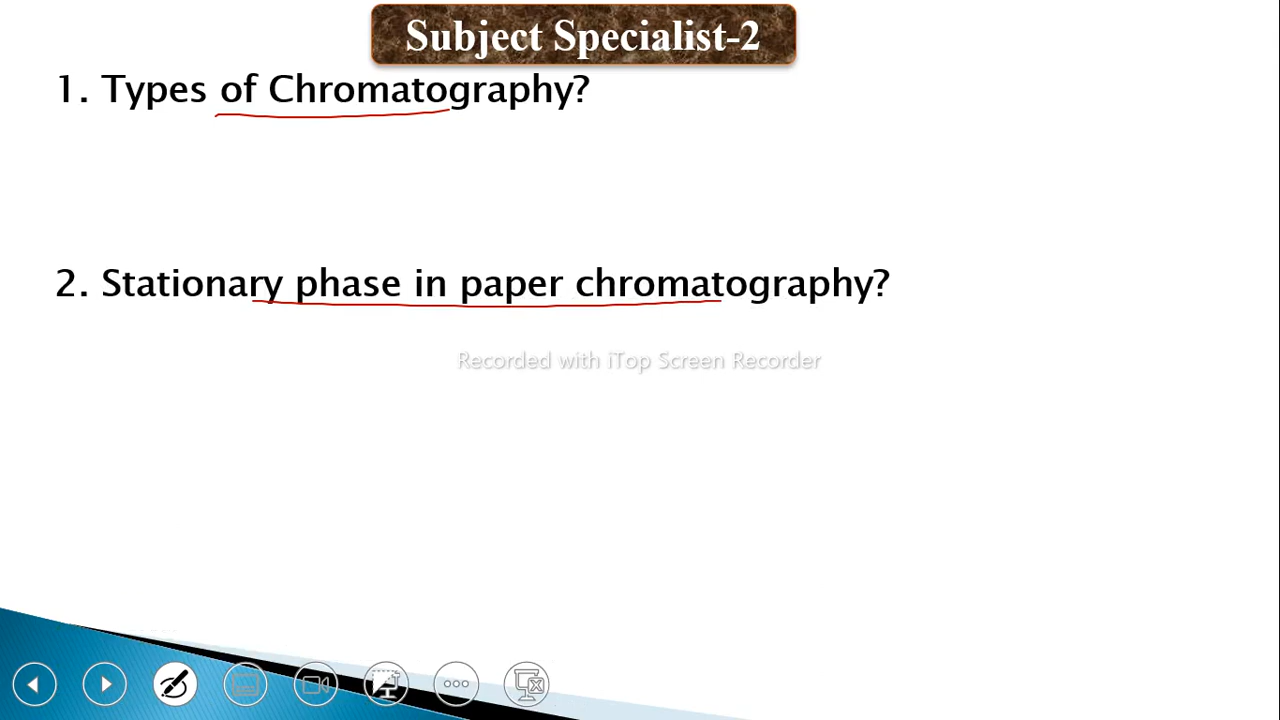 Subject Specialist-2
1. Types of Chromatography?
2. Stationary phase in paper chromatography?
Recorded with iTop Screen Recorder